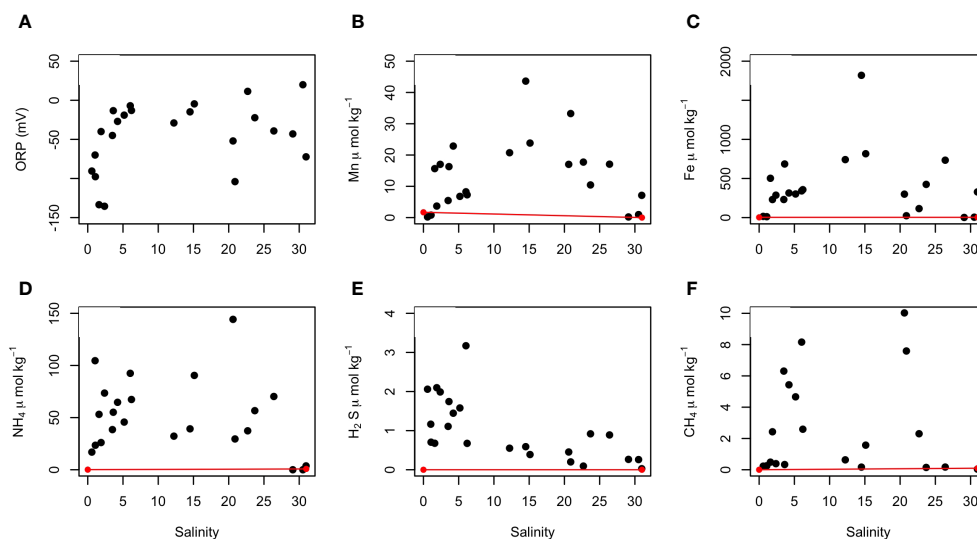 A
B
C
ORP (mV)
0
-50
-150
0 5 10 15 20 25 30
Mn μ mol kg⁻¹
50
40
30
20
10
0
0 5 10 15 20 25 30
Fe μ mol kg⁻¹
2000
1000
500
0
0 5 10 15 20 25 30
D
E
F
NH₄ μ mol kg⁻¹
150
100
50
0
0 5 10 15 20 25 30
Salinity
H₂ S μ mol kg⁻¹
4
3
2
1
0
0 5 10 15 20 25 30
Salinity
CH₄ μ mol kg⁻¹
10
8
6
4
2
0
0 5 10 15 20 25 30
Salinity